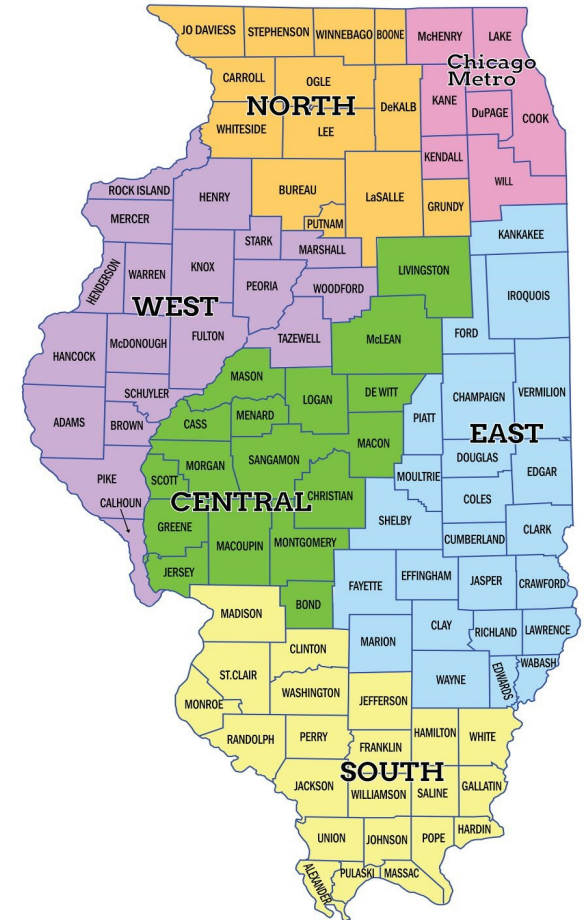 JO DAVIESS
STEPHENSON
WINNEBAGO
BOONE
McHENRY
LAKE
CARROLL
OGLE
Chicago
Metro
NORTH
DeKALB
KANE
DuPAGE
COOK
WHITESIDE
LEE
KENDALL
WILL
ROCK ISLAND
HENRY
BUREAU
LaSALLE
GRUNDY
MERCER
PUTNAM
KANKAKEE
STARK
MARSHALL
HENDERSON
WARREN
KNOX
PEORIA
WOODFORD
LIVINGSTON
IROQUOIS
WEST
FULTON
TAZEWELL
McLEAN
FORD
HANCOCK
McDONOUGH
MASON
SCHUYLER
LOGAN
DE WITT
CHAMPAIGN
VERMILION
ADAMS
BROWN
CASS
MENARD
PIATT
MACON
EAST
DOUGLAS
MORGAN
SANGAMON
EDGAR
PIKE
SCOTT
MOULTRIE
CHRISTIAN
COLES
CALHOUN
CENTRAL
GREENE
SHELBY
CLARK
MACOUPIN
MONTGOMERY
CUMBERLAND
JERSEY
FAYETTE
EFFINGHAM
JASPER
CRAWFORD
BOND
MADISON
CLINTON
MARION
CLAY
RICHLAND
LAWRENCE
ST.CLAIR
WAYNE
EDWARDS
WABASH
WASHINGTON
JEFFERSON
MONROE
RANDOLPH
PERRY
FRANKLIN
HAMILTON
WHITE
SOUTH
JACKSON
WILLIAMSON
SALINE
GALLATIN
UNION
JOHNSON
POPE
HARDIN
ALEXANDER
PULASKI
MASSAC